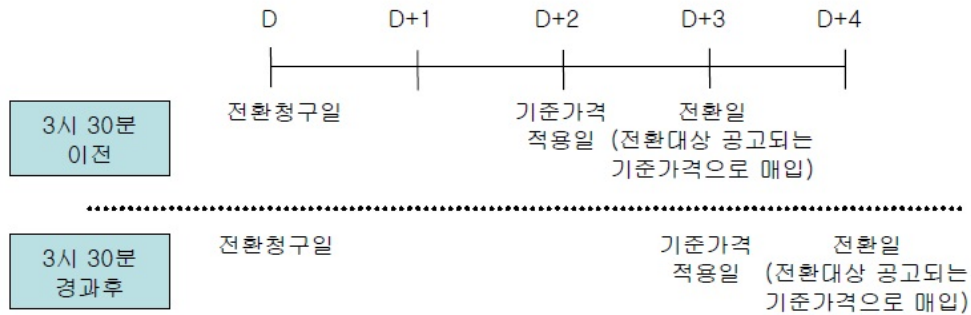 D D+1 D+2 D+3 D+4
3시 30분
이전
전환청구일
기준가격
적용일
전환일
(전환대상 공고되는
기준가격으로 매입)
3시 30분
경과후
전환청구일
기준가격
적용일
전환일
(전환대상 공고되는
기준가격으로 매입)